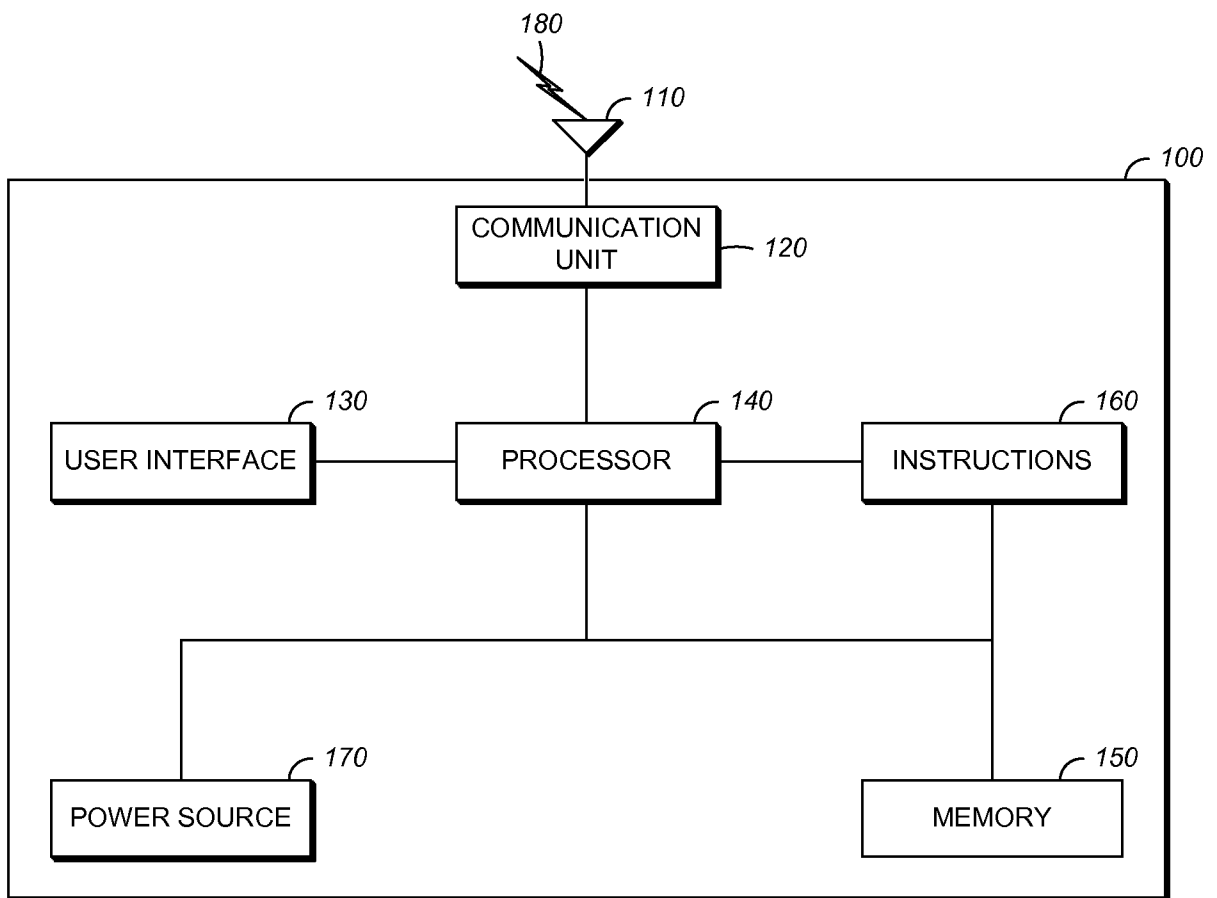 180
110
100
COMMUNICATION
UNIT
120
130
140
160
USER INTERFACE
PROCESSOR
INSTRUCTIONS
170
150
POWER SOURCE
MEMORY